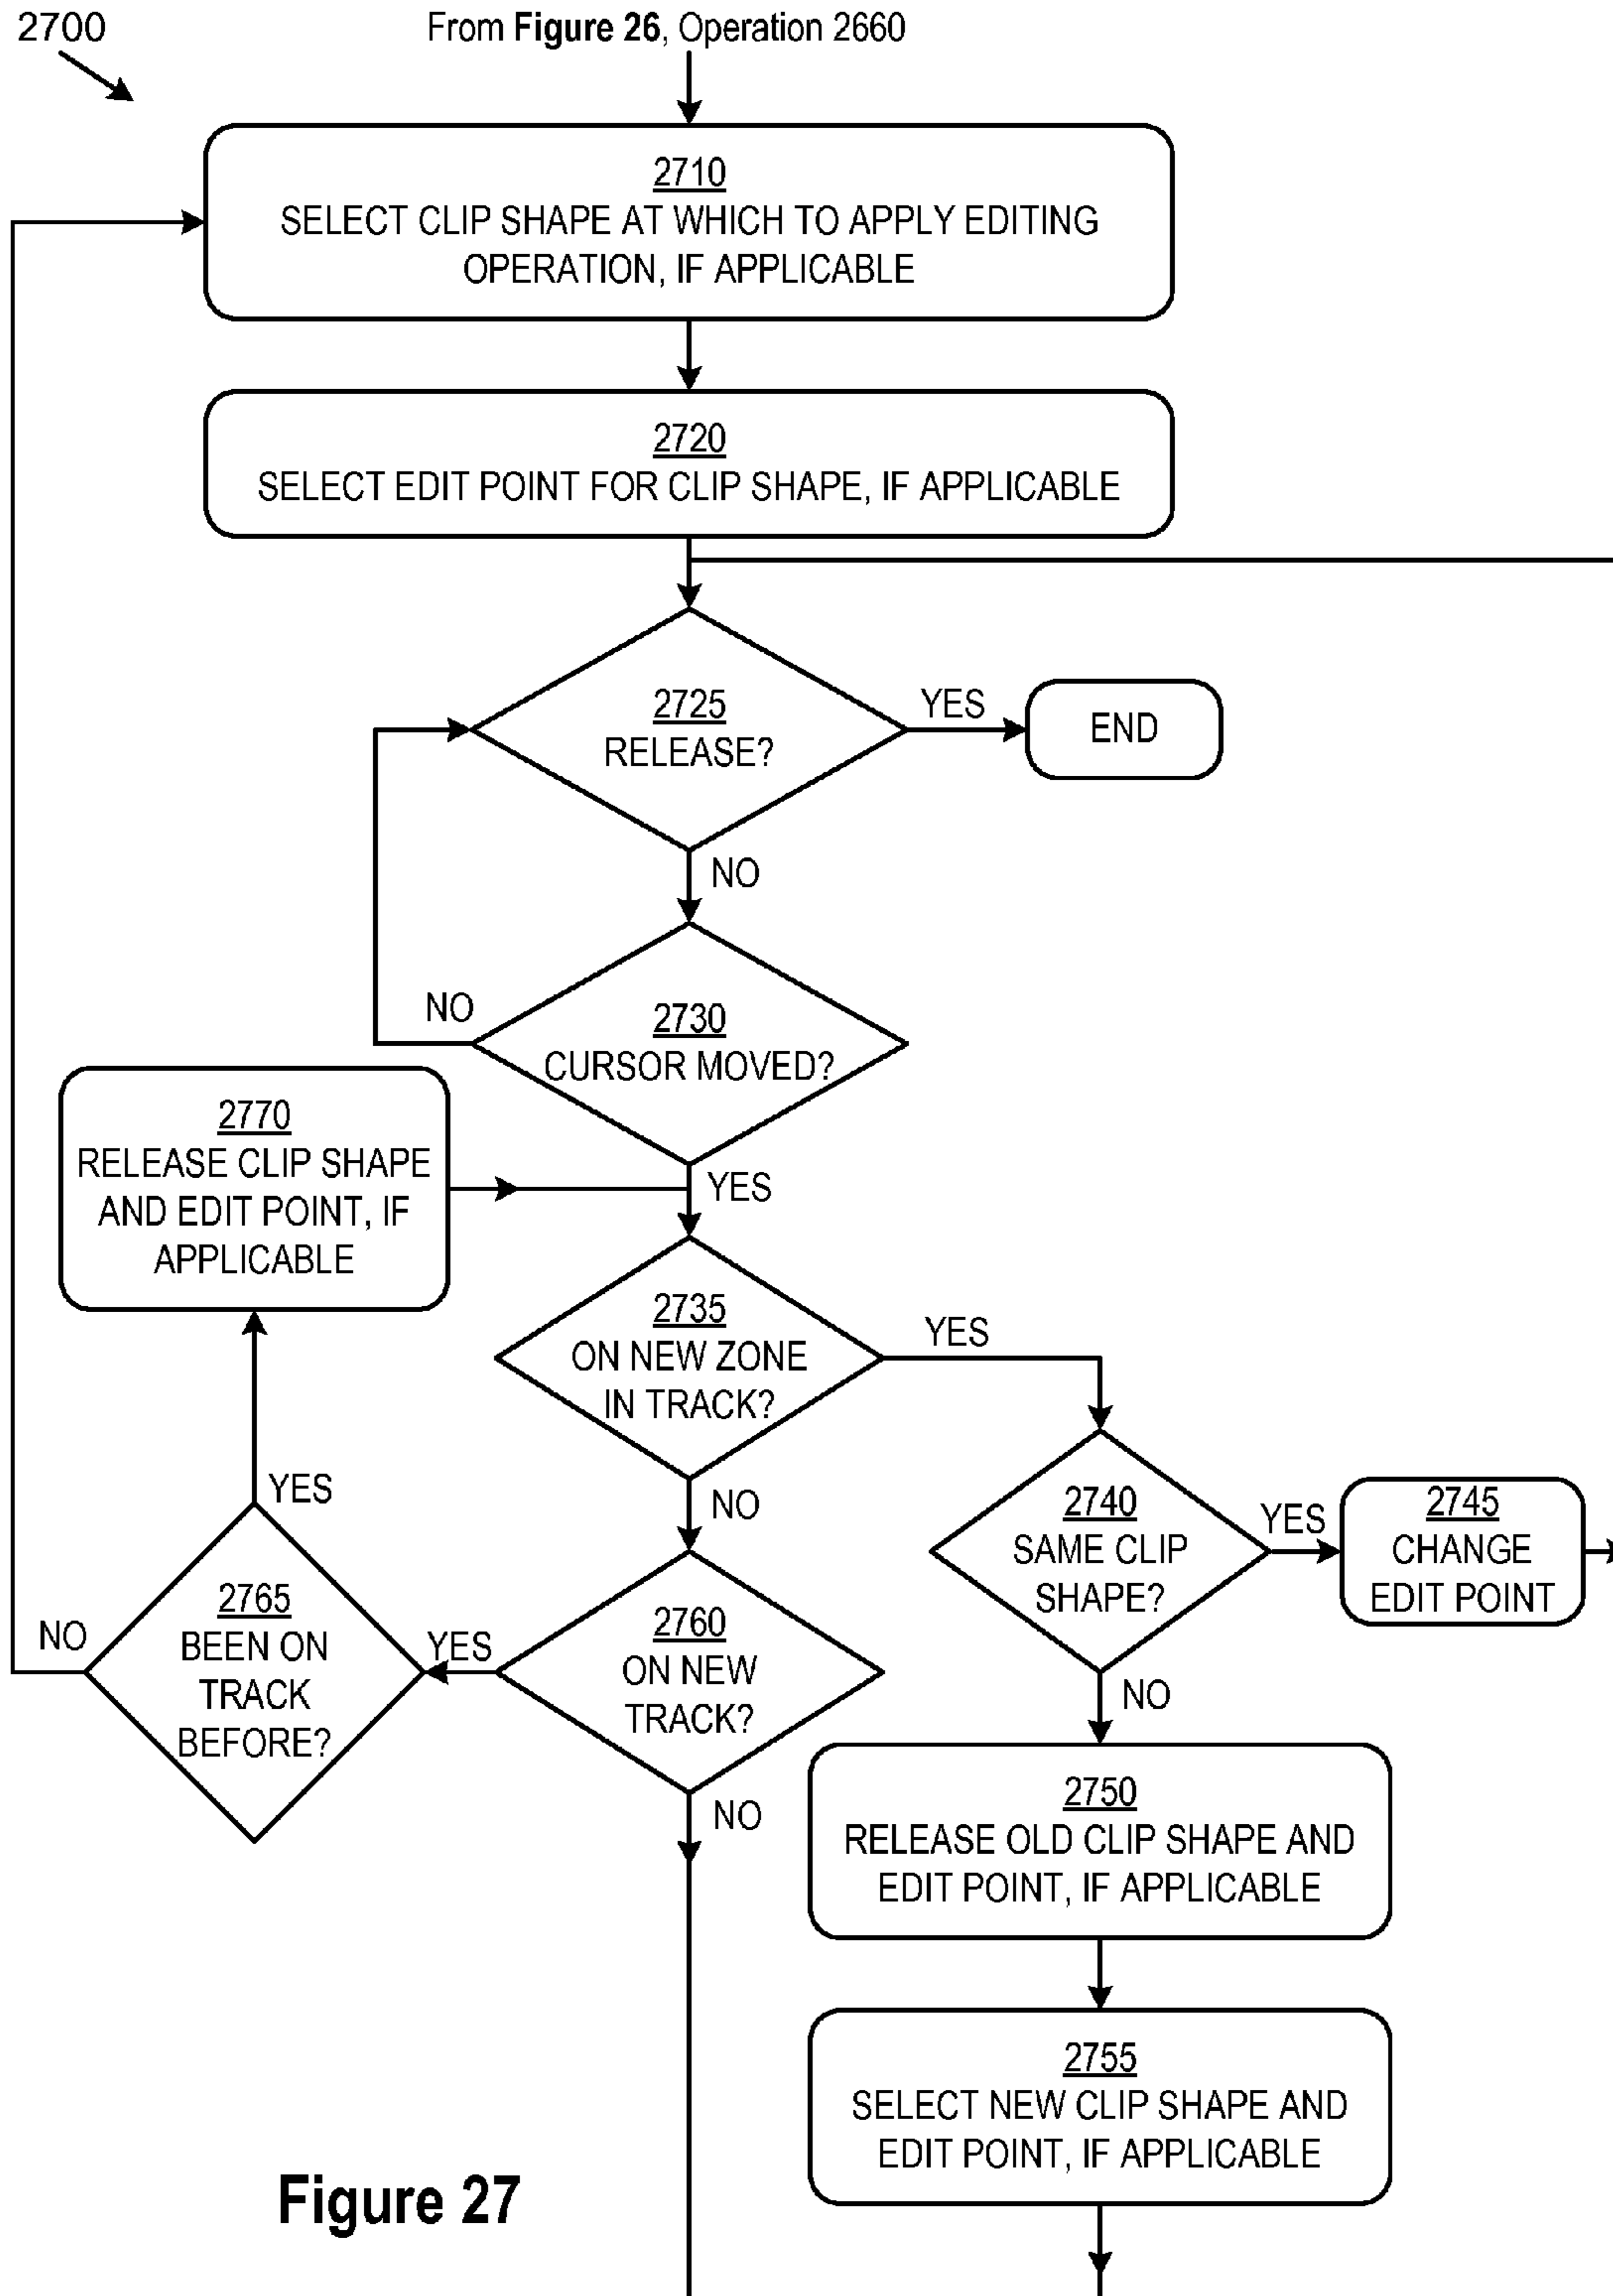 2700
From Figure 26, Operation 2660
2710
SELECT CLIP SHAPE AT WHICH TO APPLY EDITING
OPERATION, IF APPLICABLE
2720
SELECT EDIT POINT FOR CLIP SHAPE, IF APPLICABLE
2725
RELEASE?
YES
END
NO
2730
CURSOR MOVED?
NO
YES
2770
RELEASE CLIP SHAPE
AND EDIT POINT, IF
APPLICABLE
2735
ON NEW ZONE
IN TRACK?
YES
NO
2740
SAME CLIP
SHAPE?
YES
2745
CHANGE
EDIT POINT
NO
2760
ON NEW
TRACK?
YES
NO
2765
BEEN ON
TRACK
BEFORE?
YES
NO
2750
RELEASE OLD CLIP SHAPE AND
EDIT POINT, IF APPLICABLE
2755
SELECT NEW CLIP SHAPE AND
EDIT POINT, IF APPLICABLE
Figure 27